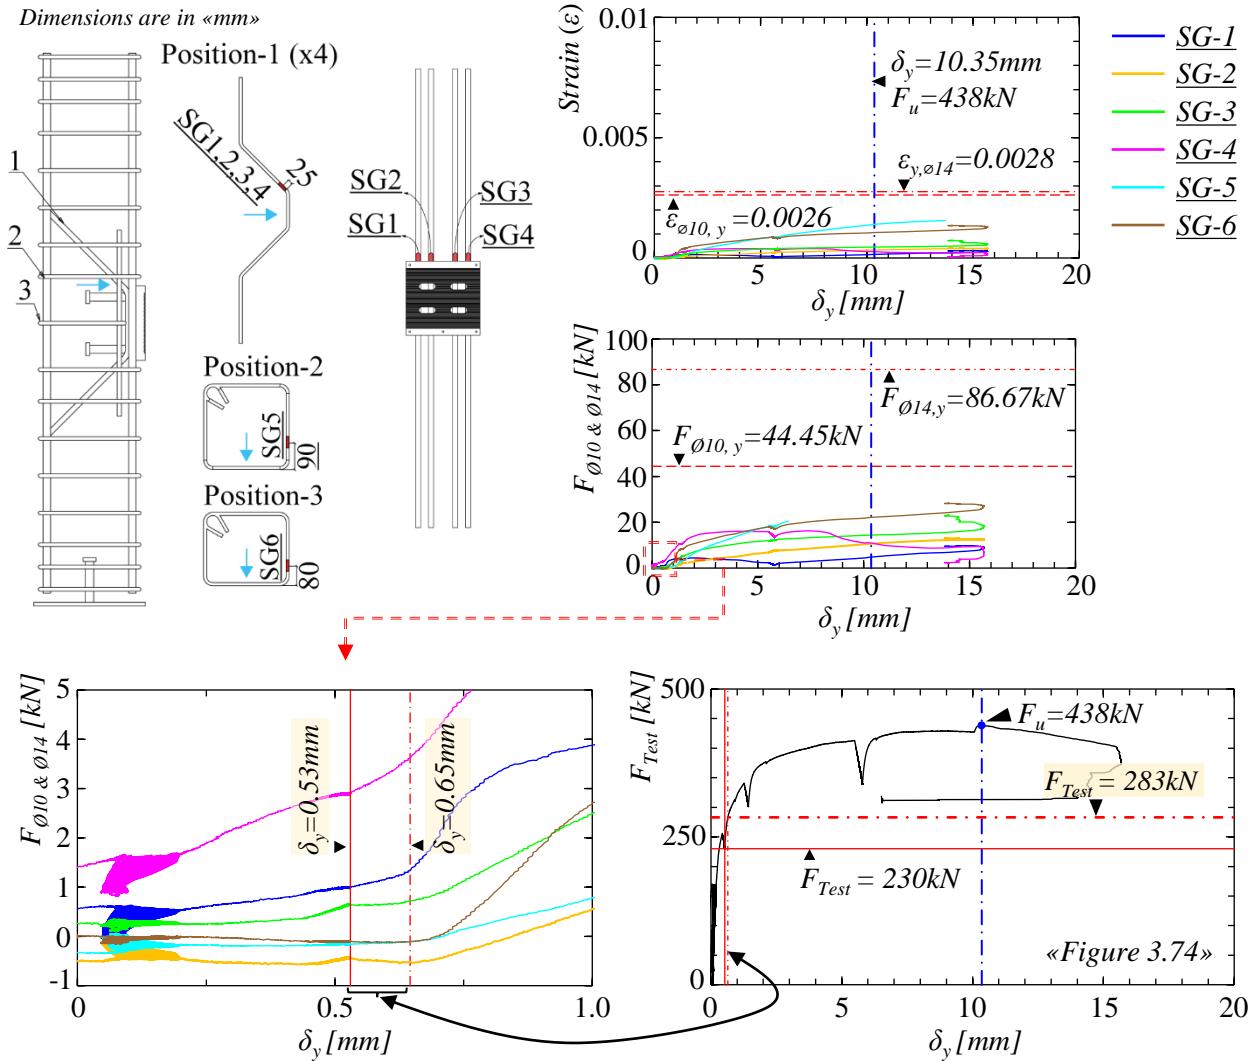 Dimensions are in «mm»
Position-1 (x4)
1
2
3
SG1,2,3,4
25
SG2
SG3
SG1
SG4
Position-2
SG5
90
Position-3
SG6
80
Strain (ε)
0.01
0.005
0
δy=10.35mm
Fu=438kN
εy,ø14=0.0028
εø10, y=0.0026
0
5
10
15
20
δy [mm]
SG-1
SG-2
SG-3
SG-4
SG-5
SG-6
FØ10 & Ø14 [kN]
100
80
60
40
20
0
FØ14,y=86.67kN
FØ10, y=44.45kN
0
5
10
15
20
δy [mm]
FØ10 & Ø14 [kN]
5
4
3
2
1
0
-1
δy=0.53mm
δy=0.65mm
0
0.5
1.0
δy [mm]
FTest [kN]
500
250
0
Fu=438kN
FTest = 283kN
FTest = 230kN
«Figure 3.74»
0
5
10
15
20
δy [mm]